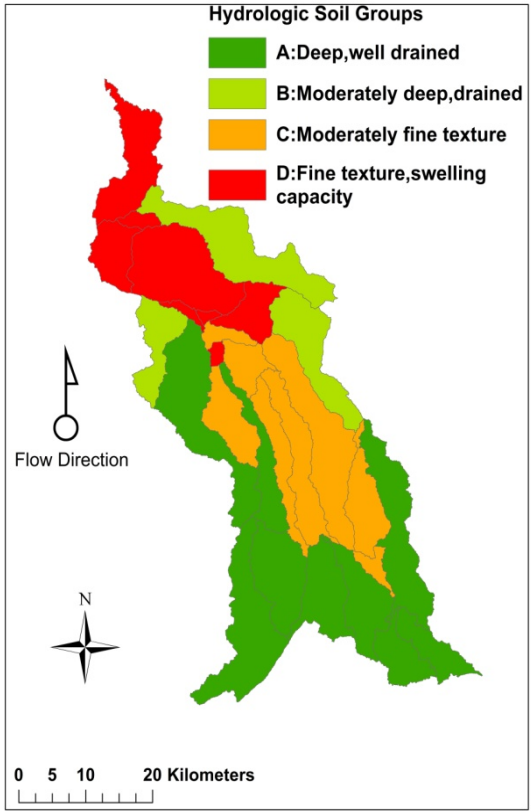 Hydrologic Soil Groups
A:Deep,well drained
B:Moderately deep,drained
C:Moderately fine texture
D:Fine texture,swelling
capacity
Flow Direction
N
0 5 10 20 Kilometers